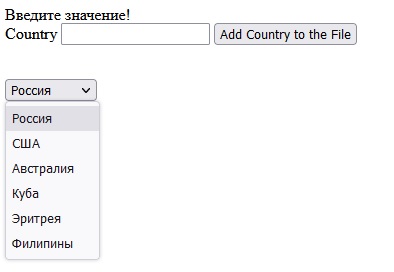 Введите значение!
Country Add Country to the File
Россия
Россия
США
Австралия
Куба
Эритрея
Филипины